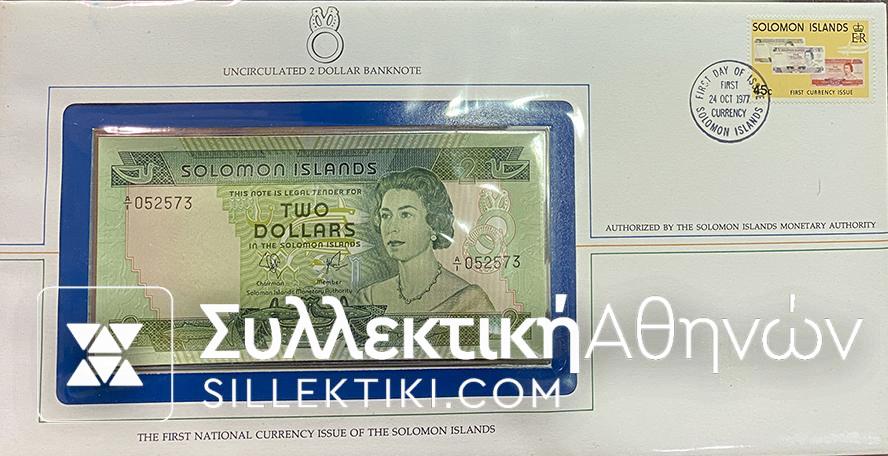 UNCIRCULATED 2 DOLLAR BANKNOTE
SOLOMON ISLANDS
E R
45c
FIRST CURRENCY ISSUE
FIRST DAY OF ISSUE
FIRST
24 OCT 1977
CURRENCY
SOLOMON ISLANDS
SOLOMON ISLANDS
2
THIS NOTE IS LEGAL TENDER FOR
A/1 052573
TWO
DOLLARS
IN THE SOLOMON ISLANDS
A/1 052573
Chairman Member
Solomon Islands Monetary Authority
AUTHORIZED BY THE SOLOMON ISLANDS MONETARY AUTHORITY
ΣυλλεκτικήΑθηνών
SILLEKTIKI.COM
THE FIRST NATIONAL CURRENCY ISSUE OF THE SOLOMON ISLANDS